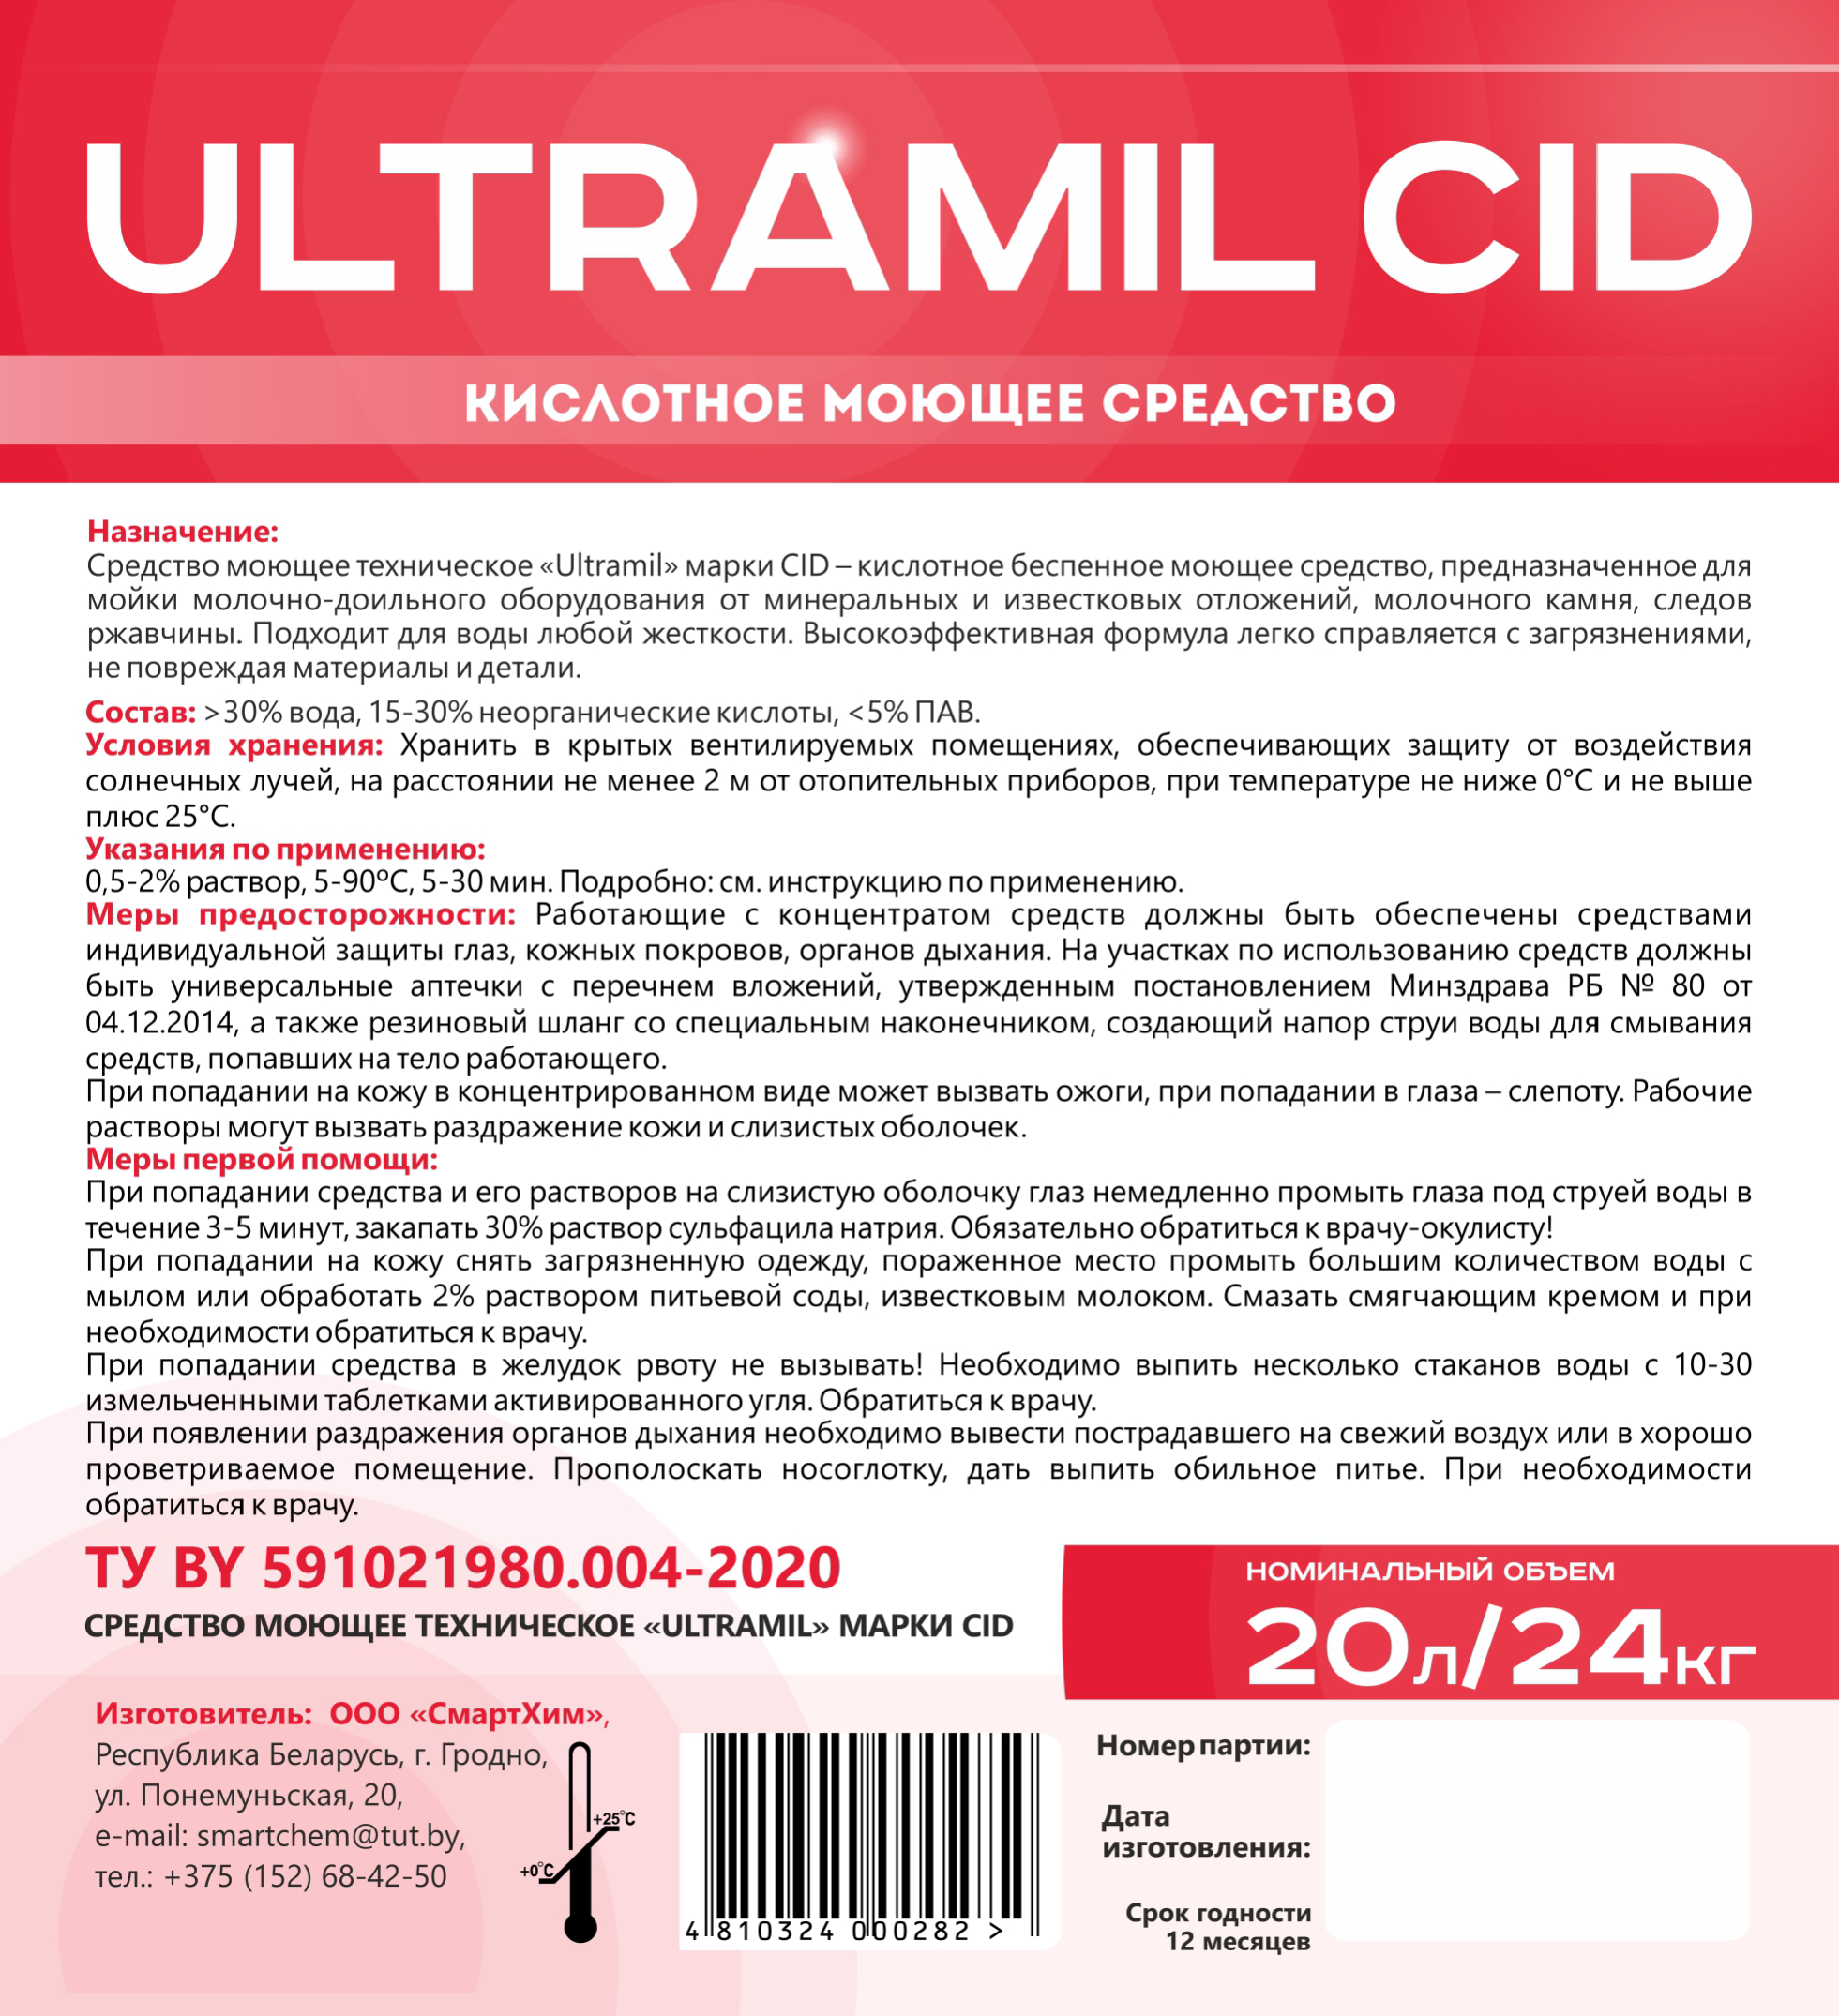 ULTRAMIL CID
КИСЛОТНОЕ МОЮЩЕЕ СРЕДСТВО
Назначение:
Средство моющее техническое «Ultramil» марки CID – кислотное беспенное моющее средство, предназначенное для
мойки молочно-доильного оборудования от минеральных и известковых отложений, молочного камня, следов
ржавчины. Подходит для воды любой жесткости. Высокоэффективная формула легко справляется с загрязнениями,
не повреждая материалы и детали.
Состав: >30% вода, 15-30% неорганические кислоты, <5% ПАВ.
Условия хранения: Хранить в крытых вентилируемых помещениях, обеспечивающих защиту от воздействия
солнечных лучей, на расстоянии не менее 2 м от отопительных приборов, при температуре не ниже 0°С и не выше
плюс 25°С.
Указания по применению:
0,5-2% раствор, 5-90ºС, 5-30 мин. Подробно: см. инструкцию по применению.
Меры предосторожности: Работающие с концентратом средств должны быть обеспечены средствами
индивидуальной защиты глаз, кожных покровов, органов дыхания. На участках по использованию средств должны
быть универсальные аптечки с перечнем вложений, утвержденным постановлением Минздрава РБ № 80 от
04.12.2014, а также резиновый шланг со специальным наконечником, создающий напор струи воды для смывания
средств, попавших на тело работающего.
При попадании на кожу в концентрированном виде может вызвать ожоги, при попадании в глаза – слепоту. Рабочие
растворы могут вызвать раздражение кожи и слизистых оболочек.
Меры первой помощи:
При попадании средства и его растворов на слизистую оболочку глаз немедленно промыть глаза под струей воды в
течение 3-5 минут, закапать 30% раствор сульфацила натрия. Обязательно обратиться к врачу-окулисту!
При попадании на кожу снять загрязненную одежду, пораженное место промыть большим количеством воды с
мылом или обработать 2% раствором питьевой соды, известковым молоком. Смазать смягчающим кремом и при
необходимости обратиться к врачу.
При попадании средства в желудок рвоту не вызывать! Необходимо выпить несколько стаканов воды с 10-30
измельченными таблетками активированного угля. Обратиться к врачу.
При появлении раздражения органов дыхания необходимо вывести пострадавшего на свежий воздух или в хорошо
проветриваемое помещение. Прополоскать носоглотку, дать выпить обильное питье. При необходимости
обратиться к врачу.
ТУ BY 591021980.004-2020
СРЕДСТВО МОЮЩЕЕ ТЕХНИЧЕСКОЕ «ULTRAMIL» МАРКИ CID
НОМИНАЛЬНЫЙ ОБЪЕМ
20л/24кг
Изготовитель: ООО «СмартХим»,
Республика Беларусь, г. Гродно,
ул. Понемуньская, 20,
e-mail: smartchem@tut.by,
тел.: +375 (152) 68-42-50
+25°C
+0°C
4 810324 000282 >
Номер партии:
Дата
изготовления:
Срок годности
12 месяцев